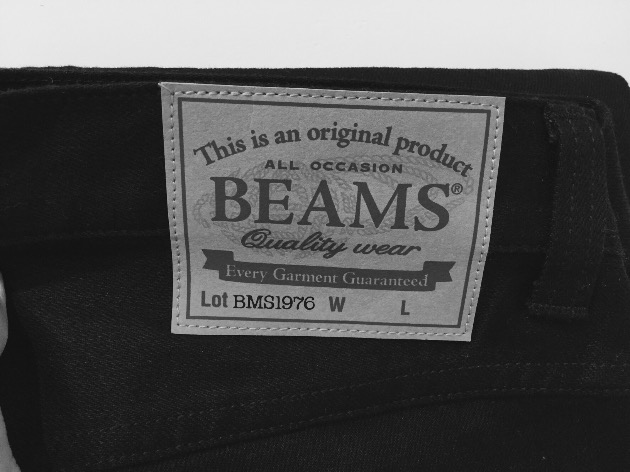 This is an original product
ALL OCCASION
BEAMS®
Quality wear
Every Garment Guaranteed
Lot BMS1976 W L